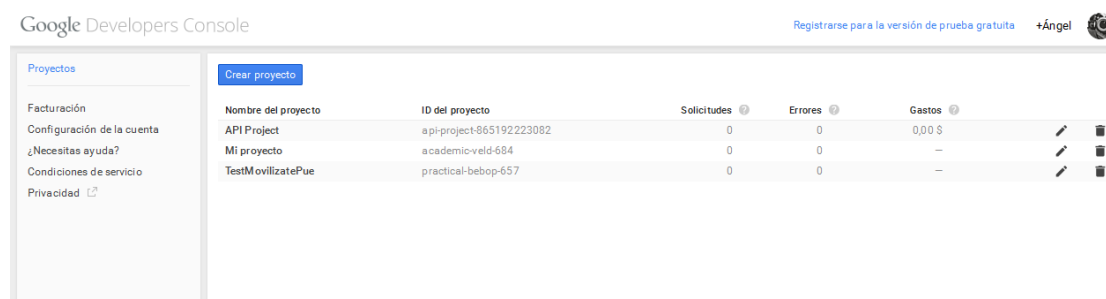 Google Developers Console
Registrarse para la versión de prueba gratuita +Ángel
Proyectos
Facturación
Configuración de la cuenta
¿Necesitas ayuda?
Condiciones de servicio
Privacidad
Crear proyecto
Nombre del proyecto ID del proyecto Solicitudes ? Errores ? Gastos ?
API Project api-project-865192223082 0 0 0,00 $
Mi proyecto academic-veld-684 0 0 —
TestMovilizatePue practical-bebop-657 0 0 —